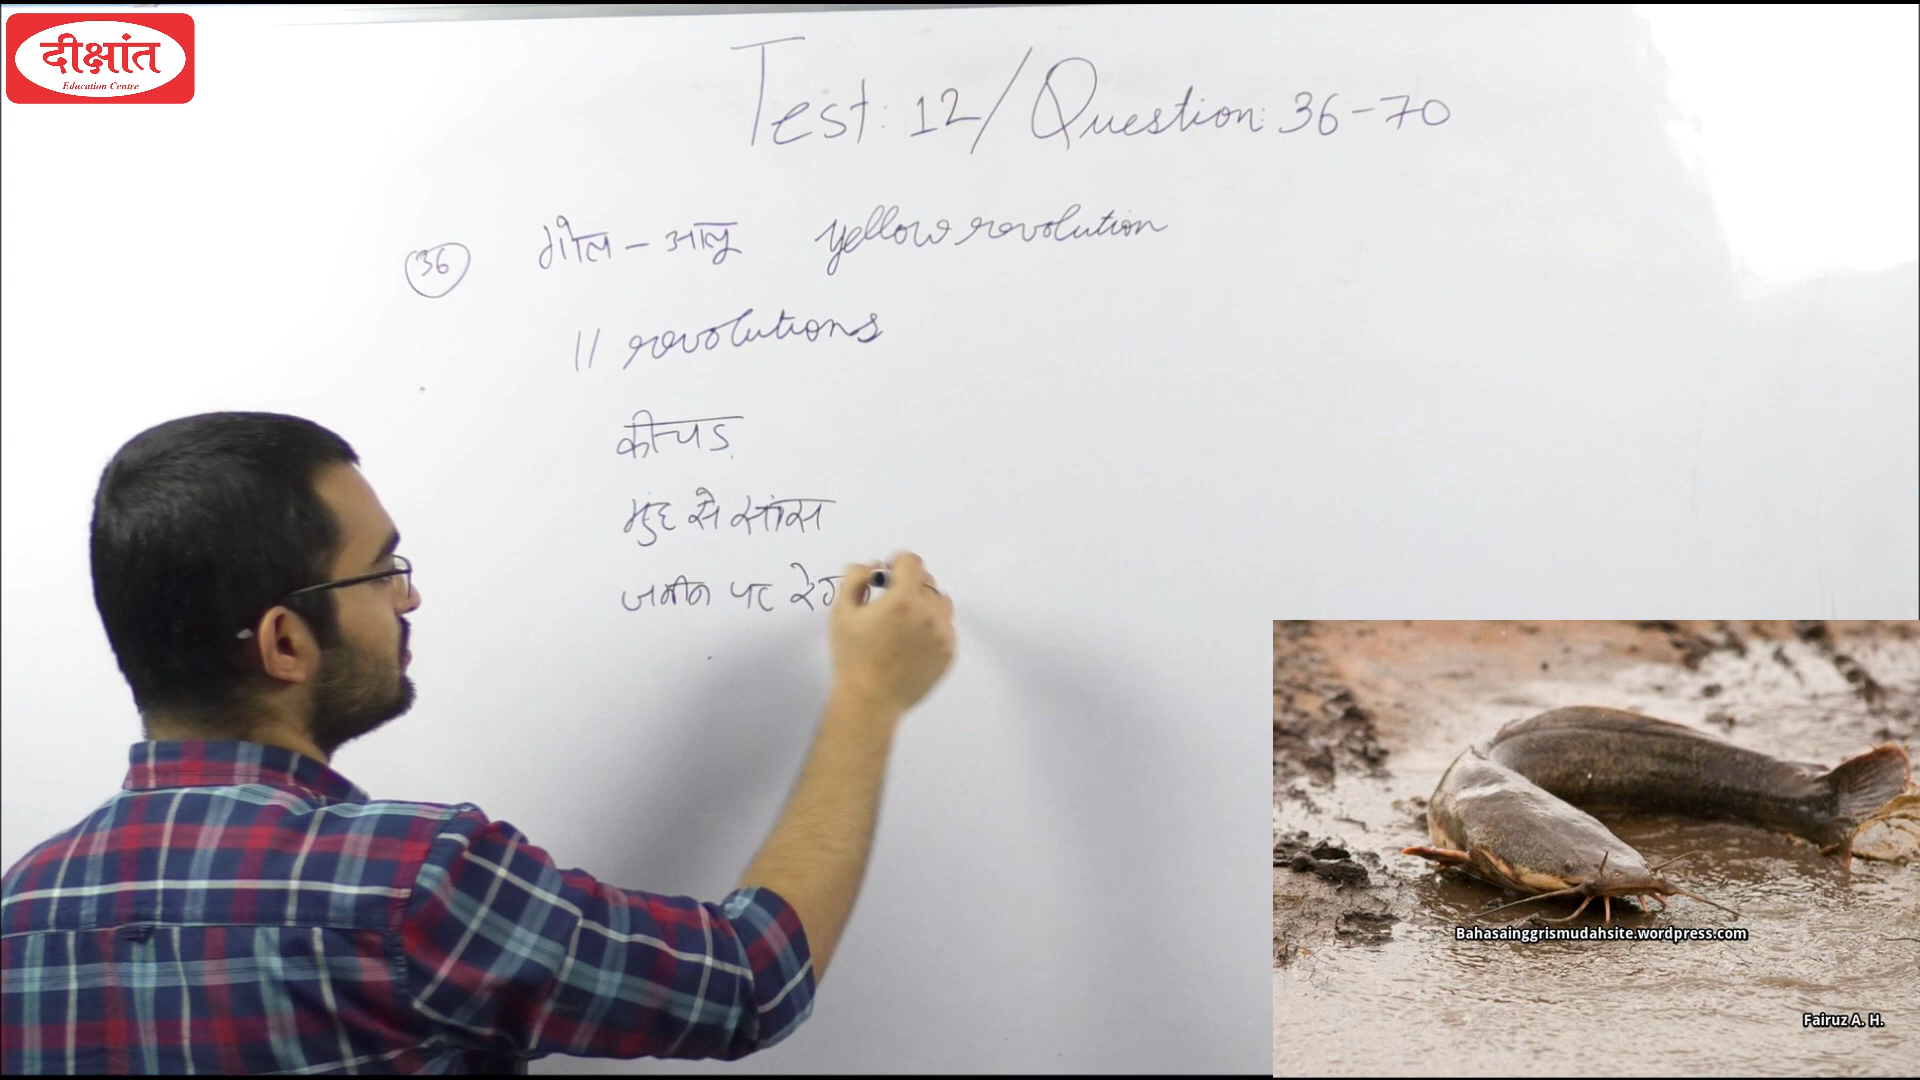 दीक्षांत
Education Centre
Test: 12/Question: 36-70
36 गोल - आलू yellow revolution
11 revolutions
कीचड़
मुंह से सांस
जमीन पर
Bahasainggrismudahsite.wordpress.com
Fairuz A. H.